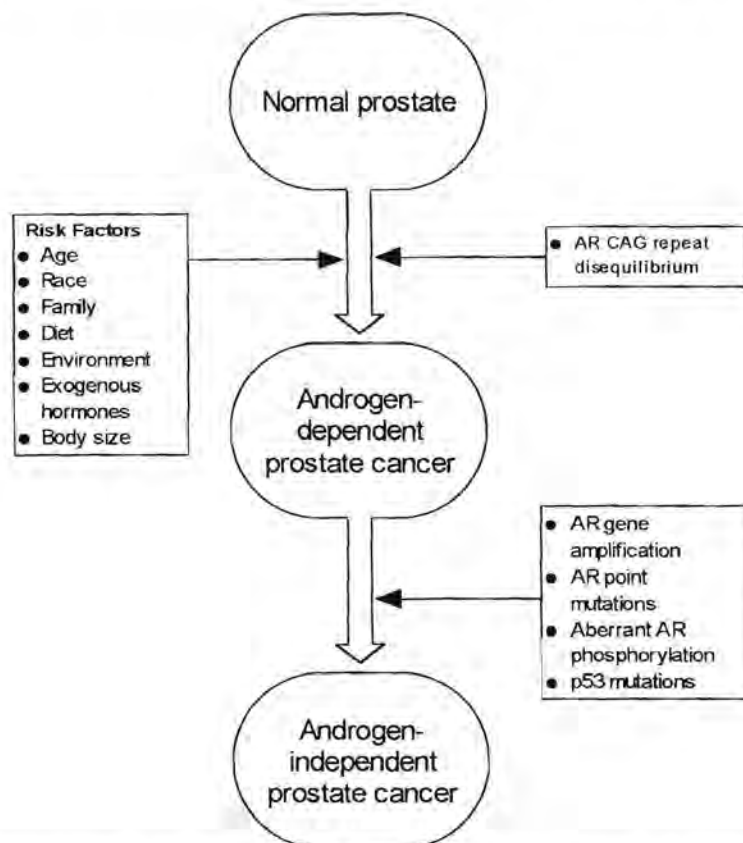 Normal prostate
Risk Factors
● Age
● Race
● Family
● Diet
● Environment
● Exogenous
hormones
● Body size
● AR CAG repeat
disequilibrium
Androgen-
dependent
prostate cancer
● AR gene
amplification
● AR point
mutations
● Aberrant AR
phosphorylation
● p53 mutations
Androgen-
independent
prostate cancer